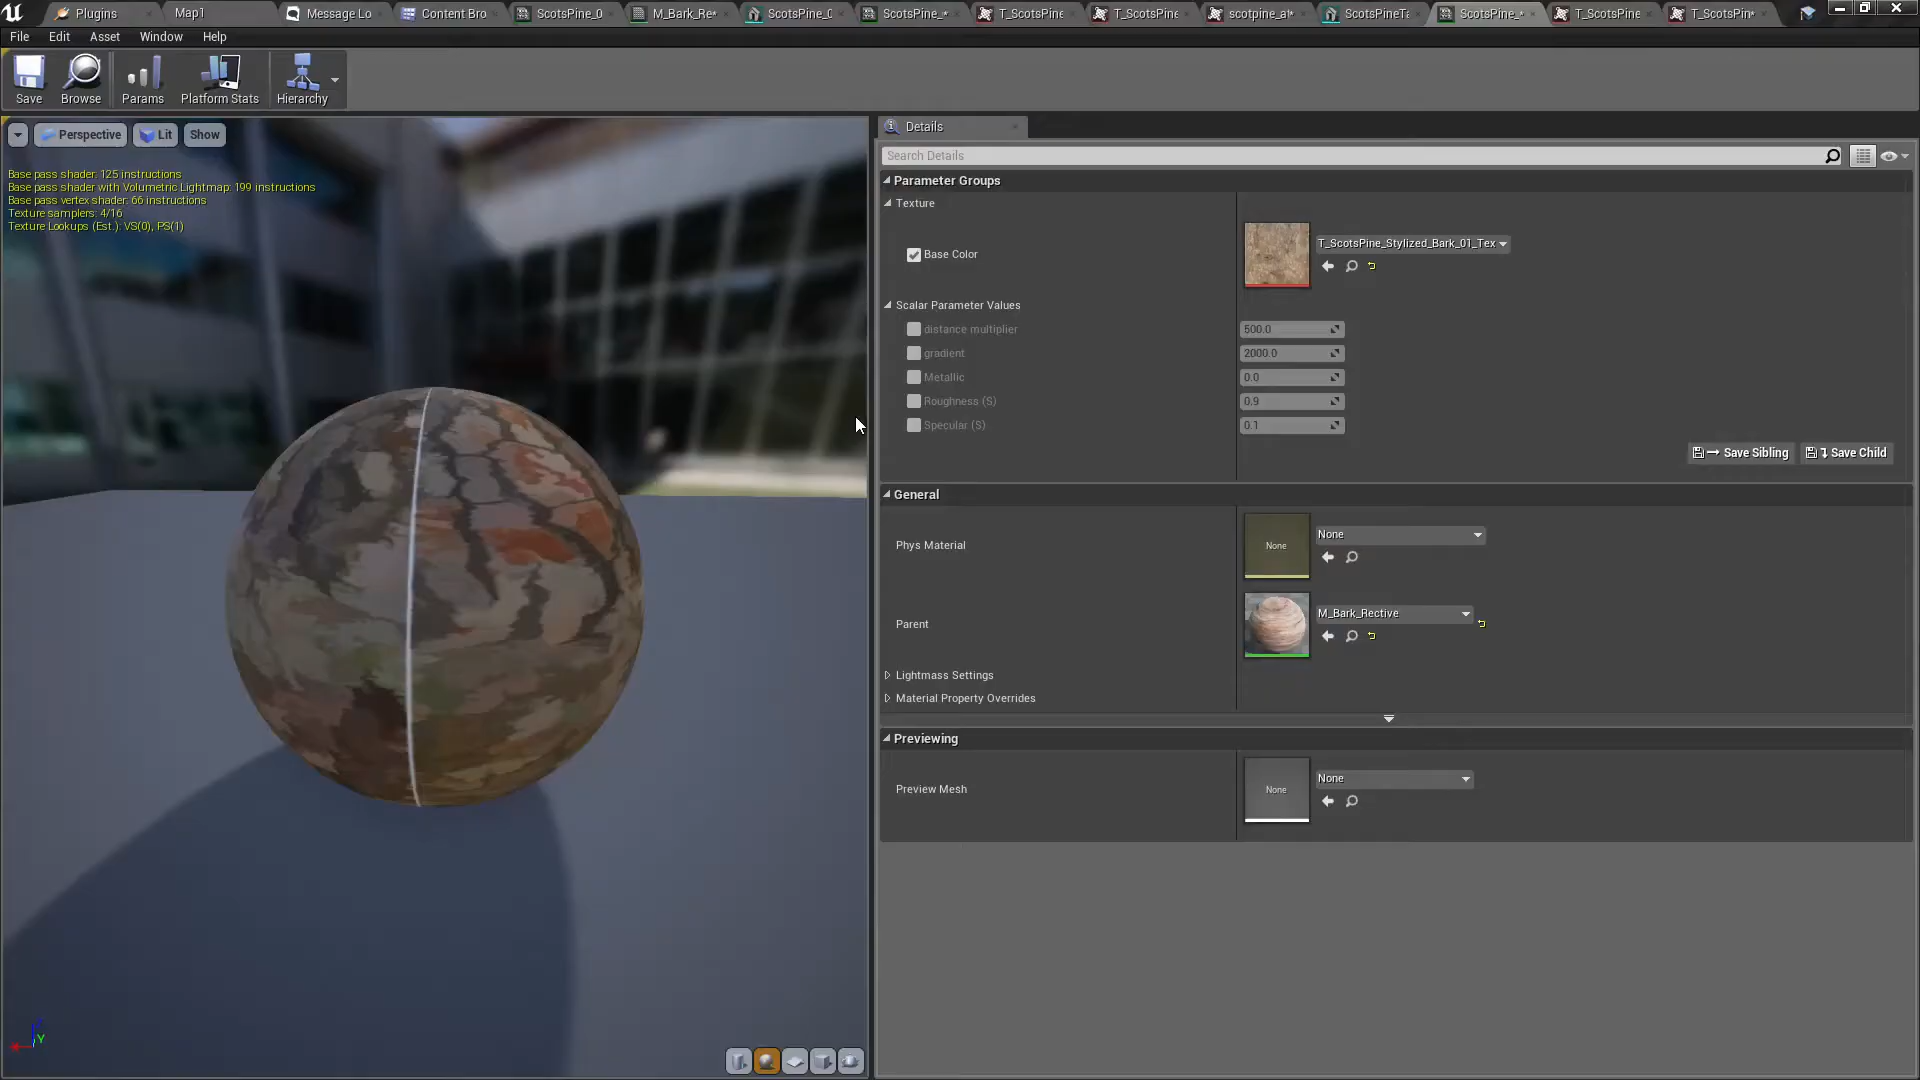 Plugins
Map1
Message Lo
Content Bro
ScotsPine_0
M_Bark_Re*
ScotsPine_0
ScotsPine_*
T_ScotsPine
T_ScotsPine
scotpine_at*
ScotsPineTe
ScotsPine_*
T_ScotsPine
T_ScotsPin*
File Edit Asset Window Help
Save Browse Params Platform Stats Hierarchy
Perspective Lit Show
Base pass shader: 125 instructions
Base pass shader with Volumetric Lightmap: 199 instructions
Base pass vertex shader: 66 instructions
Texture samplers: 4/16
Texture Lookups (Est.): VS(0), PS(1)
Y
Details
Search Details
Parameter Groups
Texture
Base Color
T_ScotsPine_Stylized_Bark_01_Tex
Scalar Parameter Values
distance multiplier 500.0
gradient 2000.0
Metallic 0.0
Roughness (S) 0.9
Specular (S) 0.1
Save Sibling Save Child
General
Phys Material
None
None
Parent
M_Bark_Rective
Lightmass Settings
Material Property Overrides
Previewing
Preview Mesh
None
None